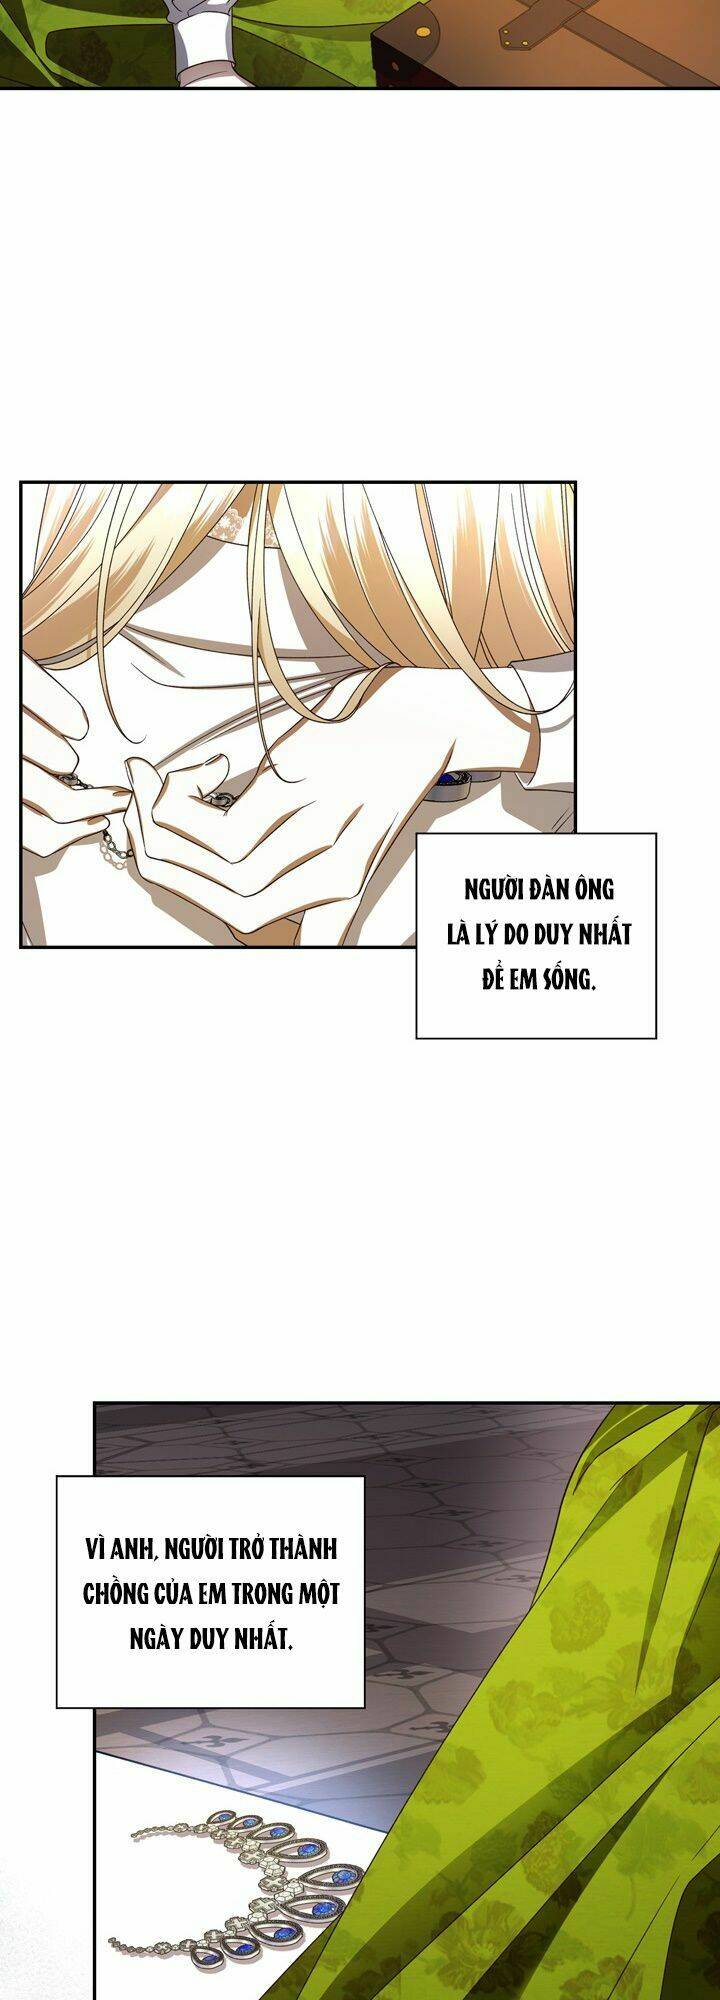 NGƯỜI ĐÀN ÔNG
LÀ LÝ DO DUY NHẤT
ĐỂ EM SỐNG.
VÌ ANH, NGƯỜI TRỞ THÀNH
CHỒNG CỦA EM TRONG MỘT
NGÀY DUY NHẤT.